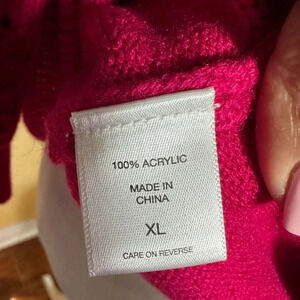 100% ACRYLIC
MADE IN
CHINA
XL
CARE ON REVERSE